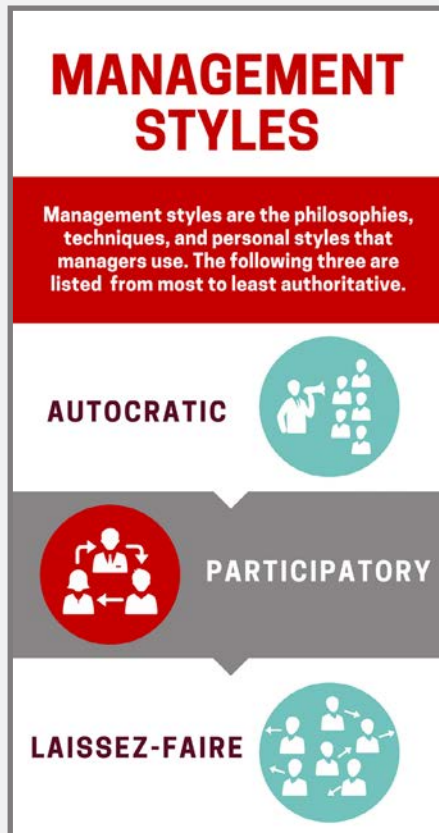 MANAGEMENT
STYLES
Management styles are the philosophies,
techniques, and personal styles that
managers use. The following three are
listed from most to least authoritative.
AUTOCRATIC
PARTICIPATORY
LAISSEZ-FAIRE